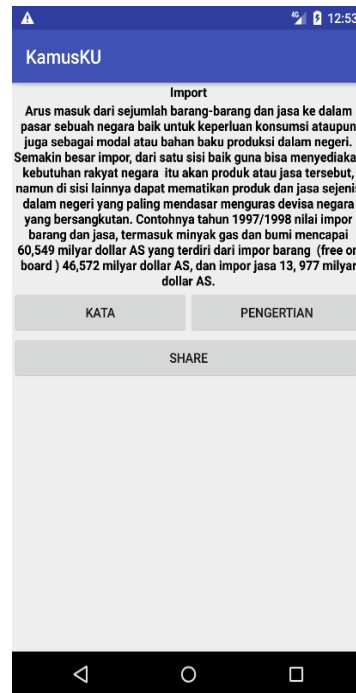 4G 12:53
KamusKU
Import
Arus masuk dari sejumlah barang-barang dan jasa ke dalam
pasar sebuah negara baik untuk keperluan konsumsi ataupun
juga sebagai modal atau bahan baku produksi dalam negeri.
Semakin besar impor, dari satu sisi baik guna bisa menyediaka
kebutuhan rakyat negara itu akan produk atau jasa tersebut,
namun di sisi lainnya dapat mematikan produk dan jasa sejenis
dalam negeri yang paling mendasar menguras devisa negara
yang bersangkutan. Contohnya tahun 1997/1998 nilai impor
barang dan jasa, termasuk minyak gas dan bumi mencapai
60,549 milyar dollar AS yang terdiri dari impor barang (free on
board ) 46,572 milyar dollar AS, dan impor jasa 13, 977 milyar
dollar AS.
KATA PENGERTIAN
SHARE